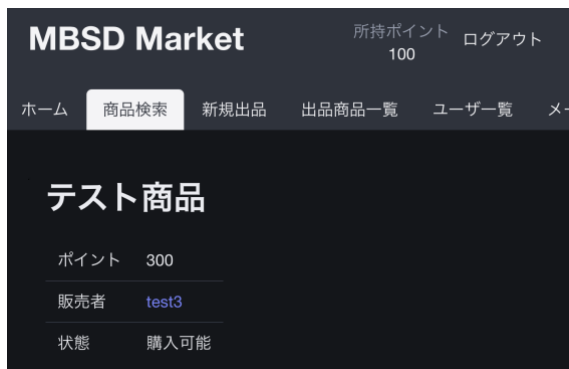 MBSD Market
所持ポイント
100
ログアウト
ホーム 商品検索 新規出品 出品商品一覧 ユーザ一覧 メー
テスト商品
ポイント 300
販売者 test3
状態 購入可能